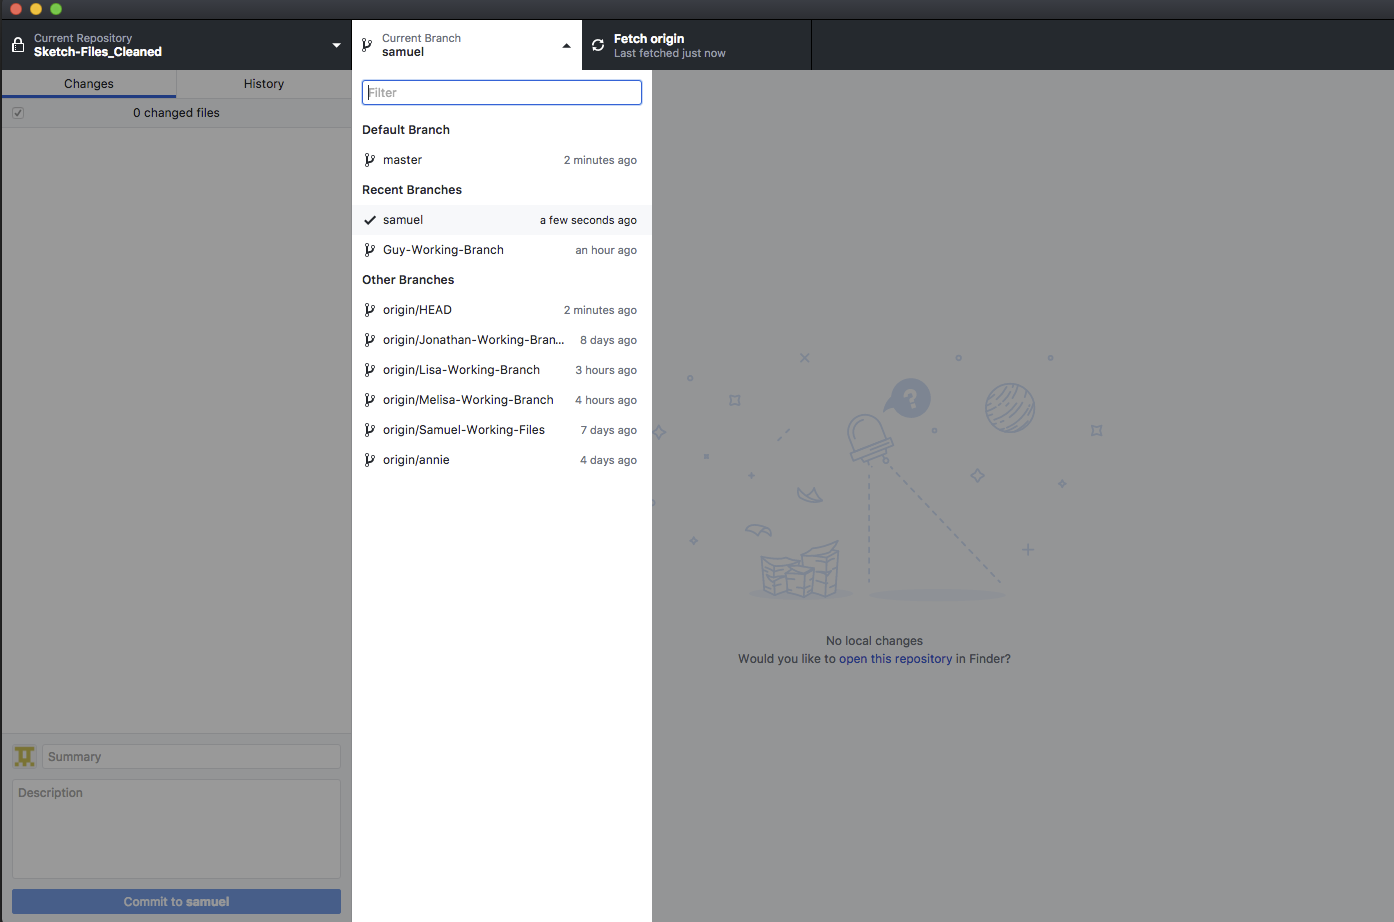 Current Repository
Sketch-Files_Cleaned
Current Branch
samuel
Fetch origin
Last fetched just now
Changes
History
0 changed files
Filter
Default Branch
master 2 minutes ago
Recent Branches
samuel a few seconds ago
Guy-Working-Branch an hour ago
Other Branches
origin/HEAD 2 minutes ago
origin/Jonathan-Working-Bran... 8 days ago
origin/Lisa-Working-Branch 3 hours ago
origin/Melisa-Working-Branch 4 hours ago
origin/Samuel-Working-Files 7 days ago
origin/annie 4 days ago
?
No local changes
Would you like to open this repository in Finder?
Summary
Description
Commit to samuel